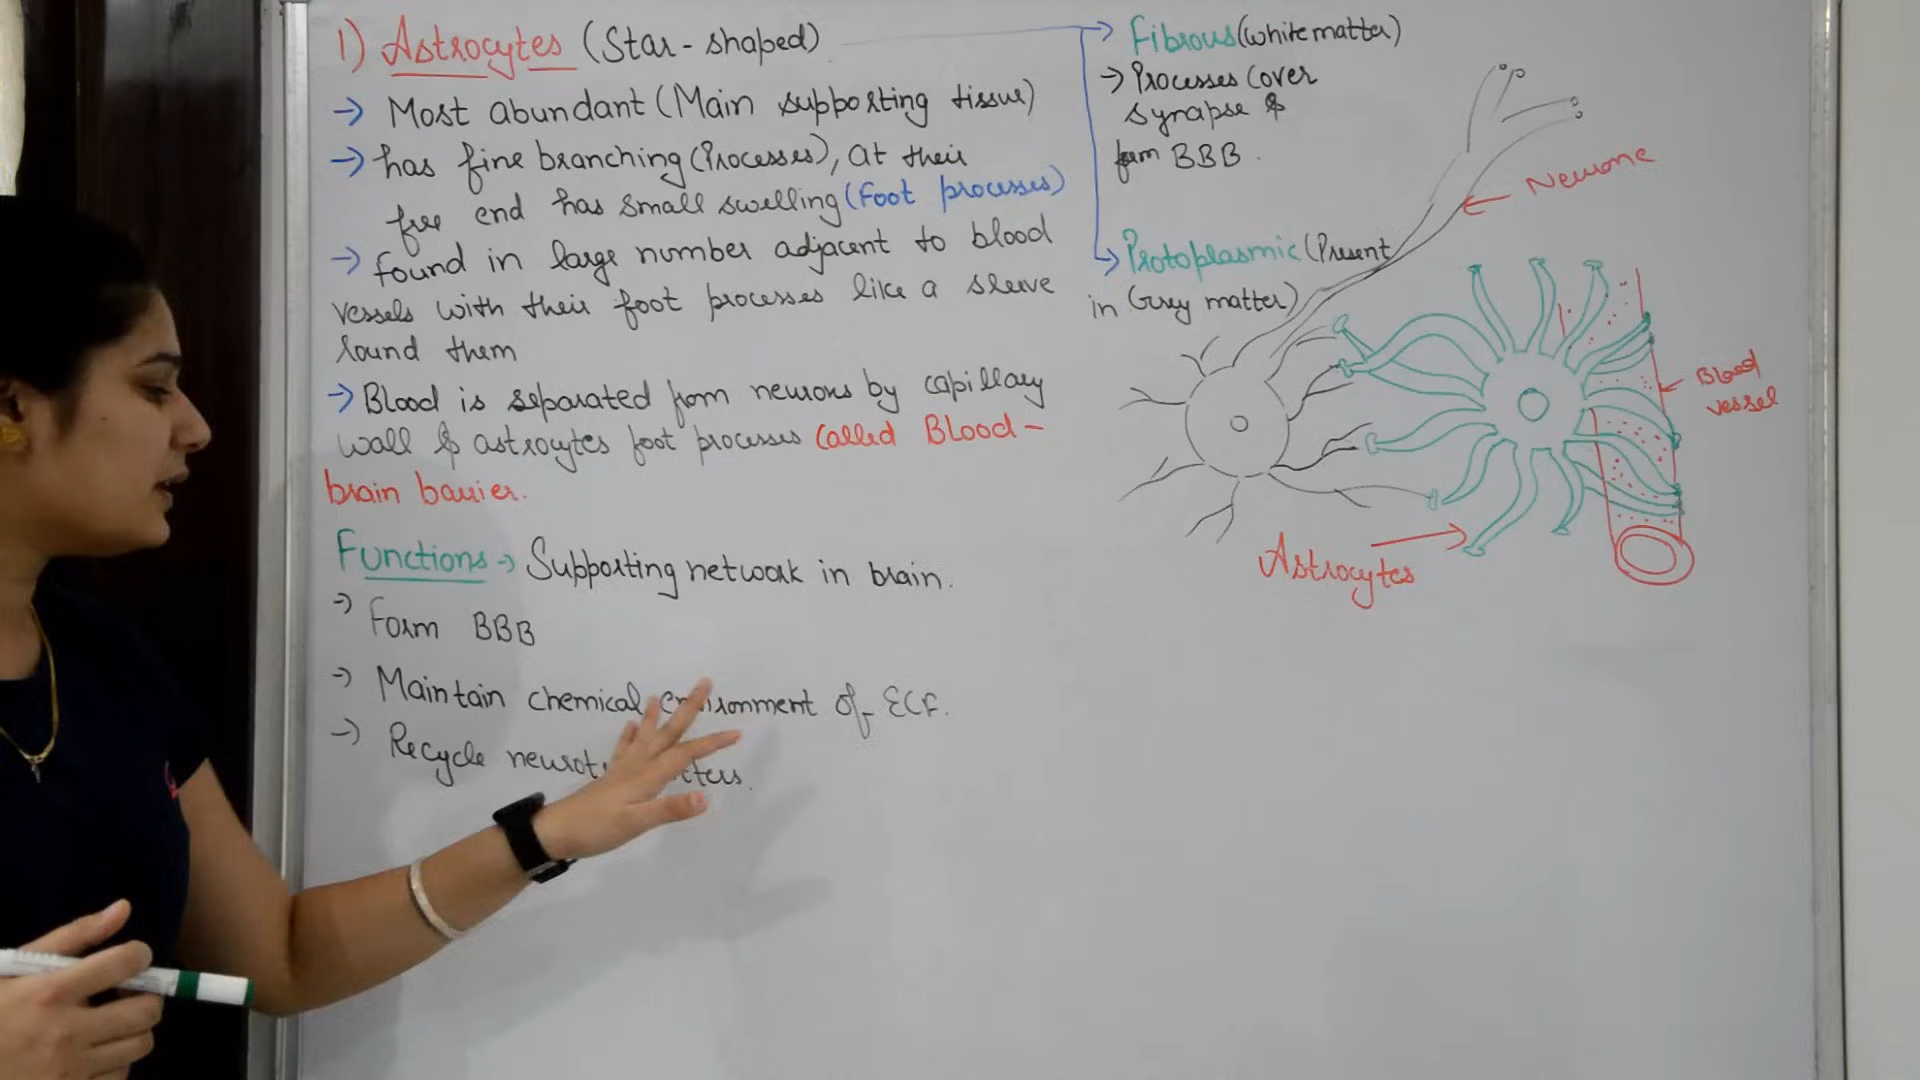 1) Astrocytes (Star-shaped)
→ Most abundant (Main supporting tissue)
→ has fine branching (Processes), at their
free end has small swelling (Foot processes)
→ found in large number adjacent to blood
vessels with their foot processes like a sleeve
round them
→ Blood is separated from neurons by capillary
wall & astrocytes foot processes called Blood-
brain barrier.
Functions → Supporting network in brain.
→ Form BBB
→ Maintain chemical environment of ECF.
→ Recycle
→ Fibrous (white matter)
→ Processes cover
synapse &
form BBB.
→ Protoplasmic (Present
in Grey matter)
Neurone
Blood
vessel
Astrocytes